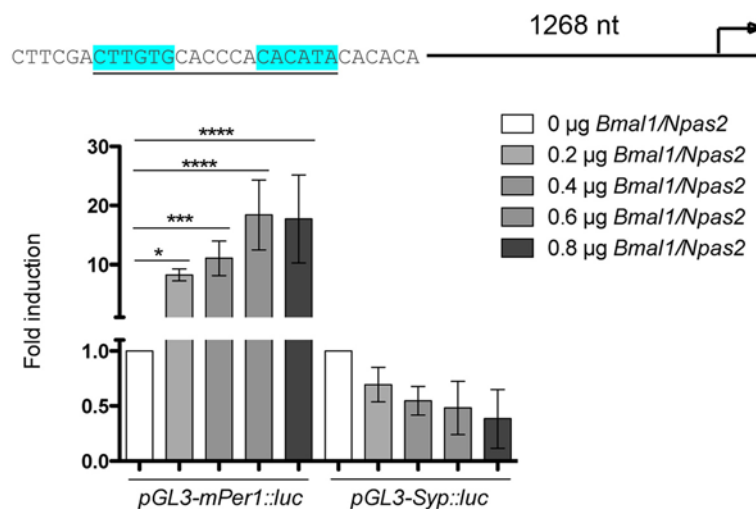 1268 nt
CTTCGACTTGTGCACCCACACATACACACA
0 µg Bmal1/Npas2
0.2 µg Bmal1/Npas2
0.4 µg Bmal1/Npas2
0.6 µg Bmal1/Npas2
0.8 µg Bmal1/Npas2
****
****
***
*
30
20
10
1.0
0.5
0.0
Fold induction
pGL3-mPer1::luc
pGL3-Syp::luc